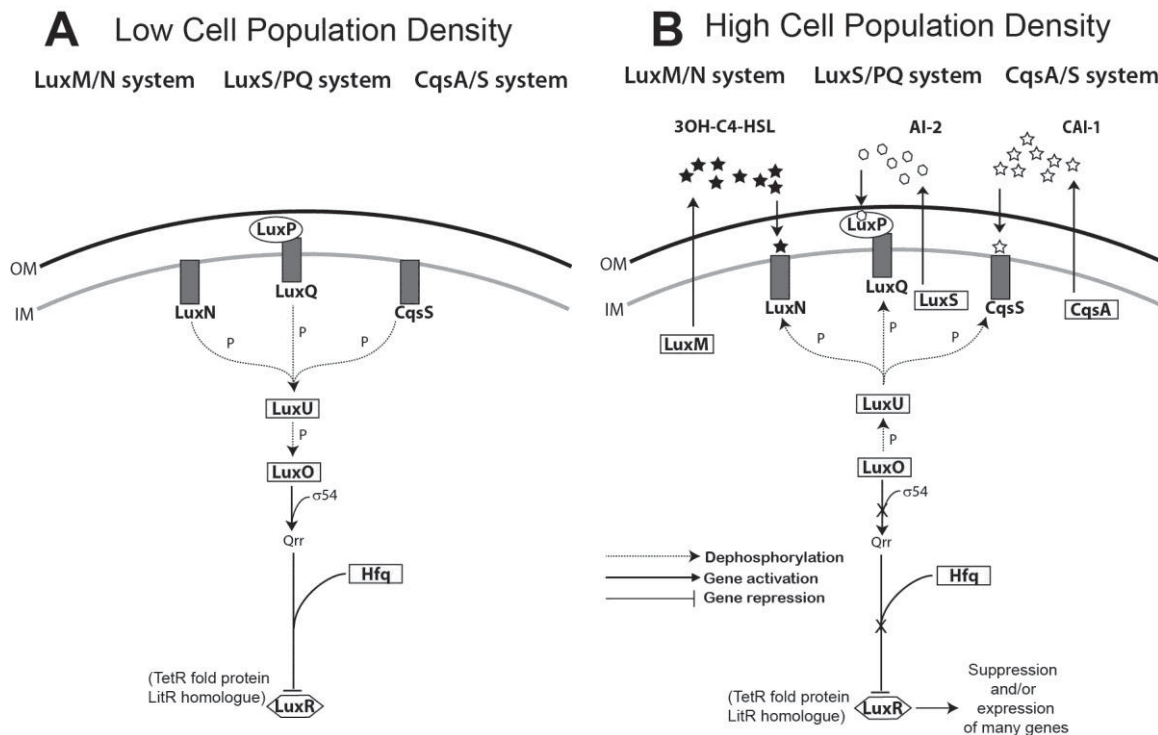 A Low Cell Population Density
LuxM/N system LuxS/PQ system CqsA/S system
LuxP
OM
LuxQ
IM
LuxN
CqsS
P P P
LuxU
P
LuxO
σ54
Qrr
Hfq
(TetR fold protein
LitR homologue)
LuxR
B High Cell Population Density
LuxM/N system LuxS/PQ system CqsA/S system
3OH-C4-HSL AI-2 CAI-1
LuxP
OM
LuxQ
LuxS
IM
LuxN
CqsS
CqsA
LuxM
P P P
LuxU
P
LuxO
σ54
X
Qrr
Dephosphorylation
Gene activation
Gene repression
Hfq
X
(TetR fold protein
LitR homologue)
LuxR
Suppression
and/or
expression
of many genes